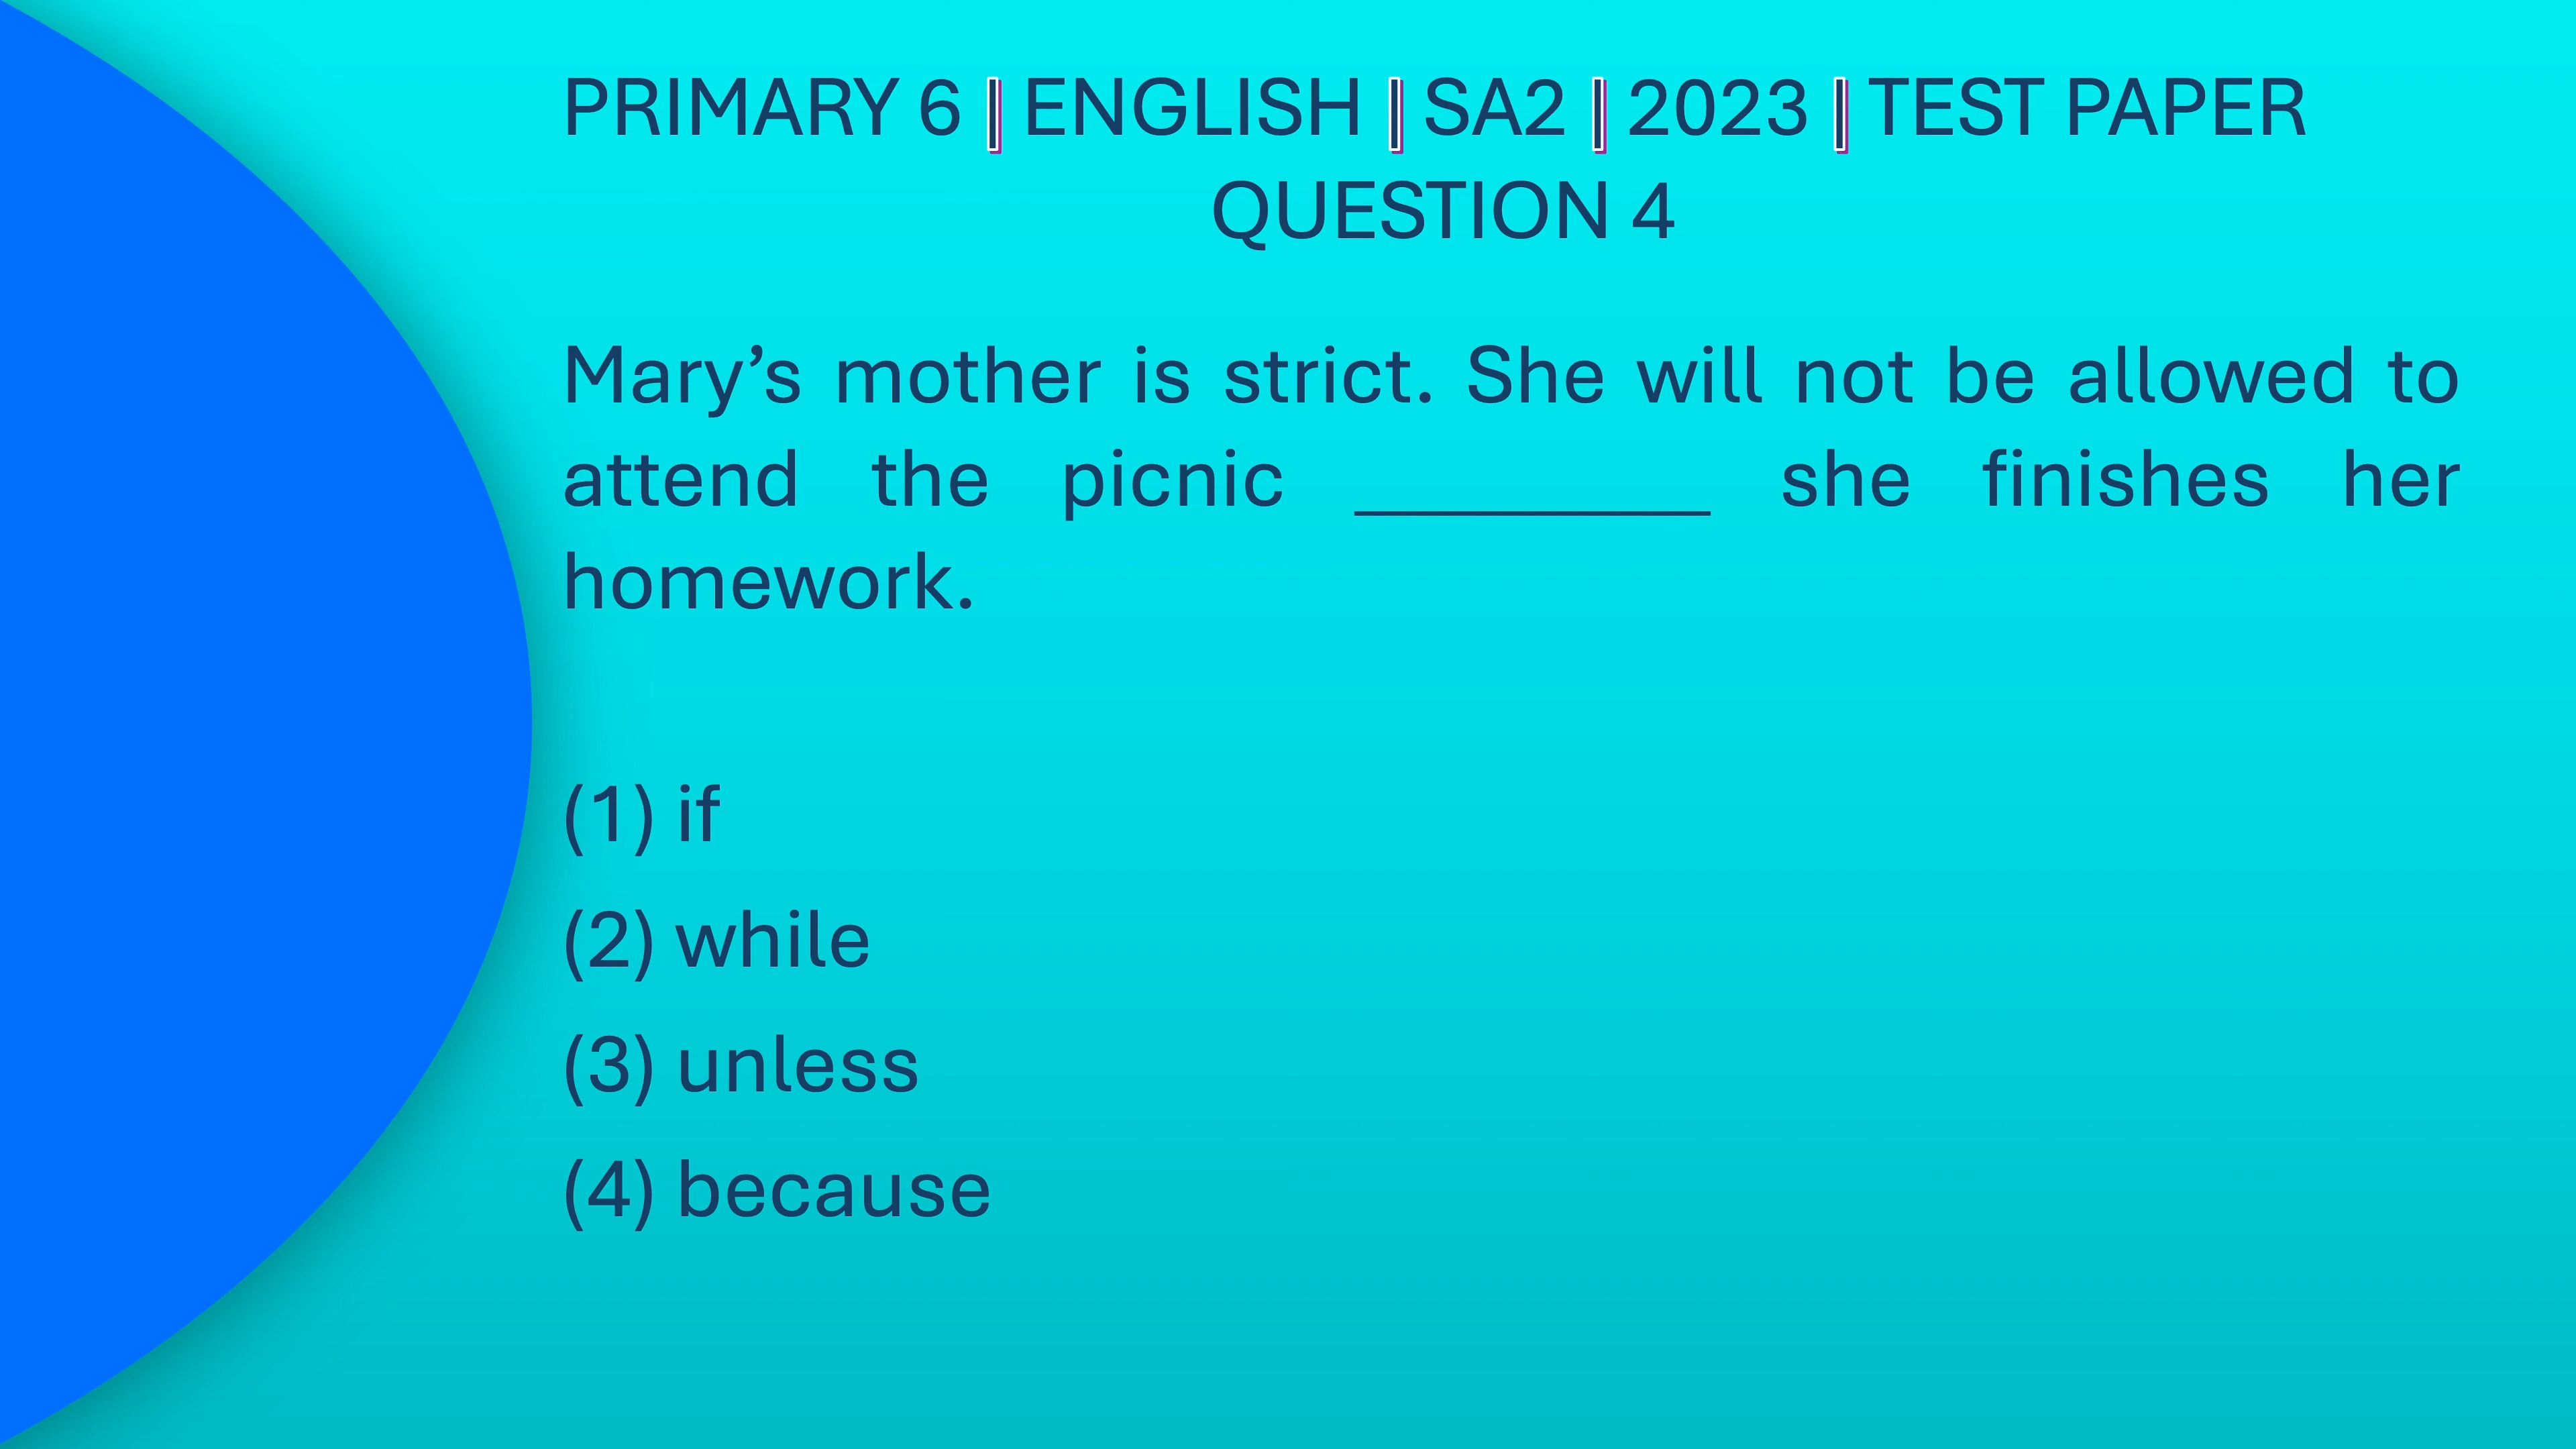 PRIMARY 6 | ENGLISH | SA2 | 2023 | TEST PAPER
QUESTION 4
Mary’s mother is strict. She will not be allowed to
attend the picnic __________ she finishes her
homework.
(1) if
(2) while
(3) unless
(4) because